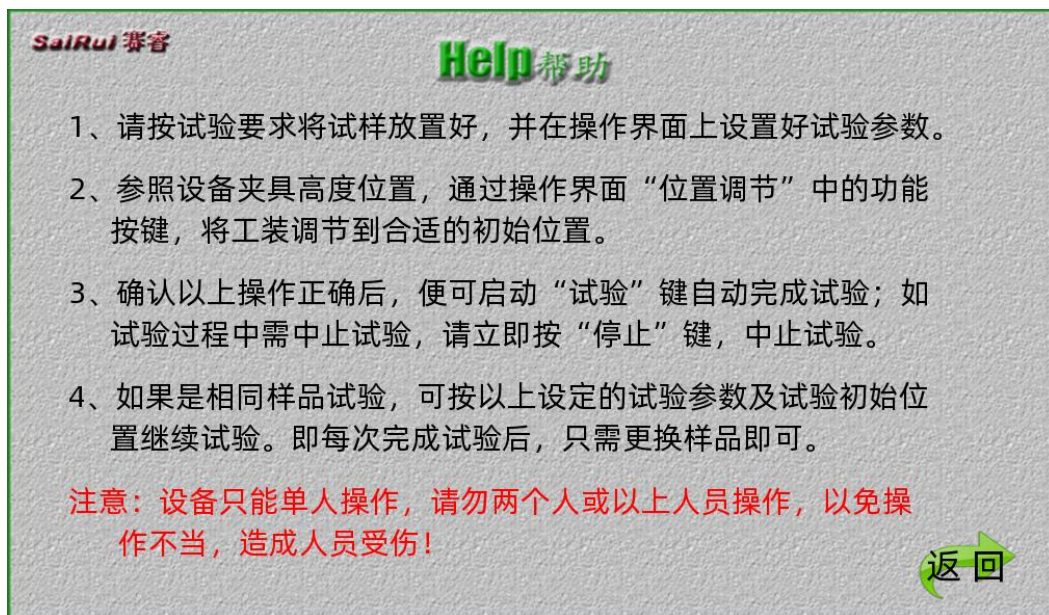 SaiRui 赛睿
Help帮助
1、请按试验要求将试样放置好，并在操作界面上设置好试验参数。
2、参照设备夹具高度位置，通过操作界面“位置调节”中的功能
按键，将工装调节到合适的初始位置。
3、确认以上操作正确后，便可启动“试验”键自动完成试验；如
试验过程中需中止试验，请立即按“停止”键，中止试验。
4、如果是相同样品试验，可按以上设定的试验参数及试验初始位
置继续试验。即每次完成试验后，只需更换样品即可。
注意：设备只能单人操作，请勿两个人或以上人员操作，以免操
作不当，造成人员受伤！
返回